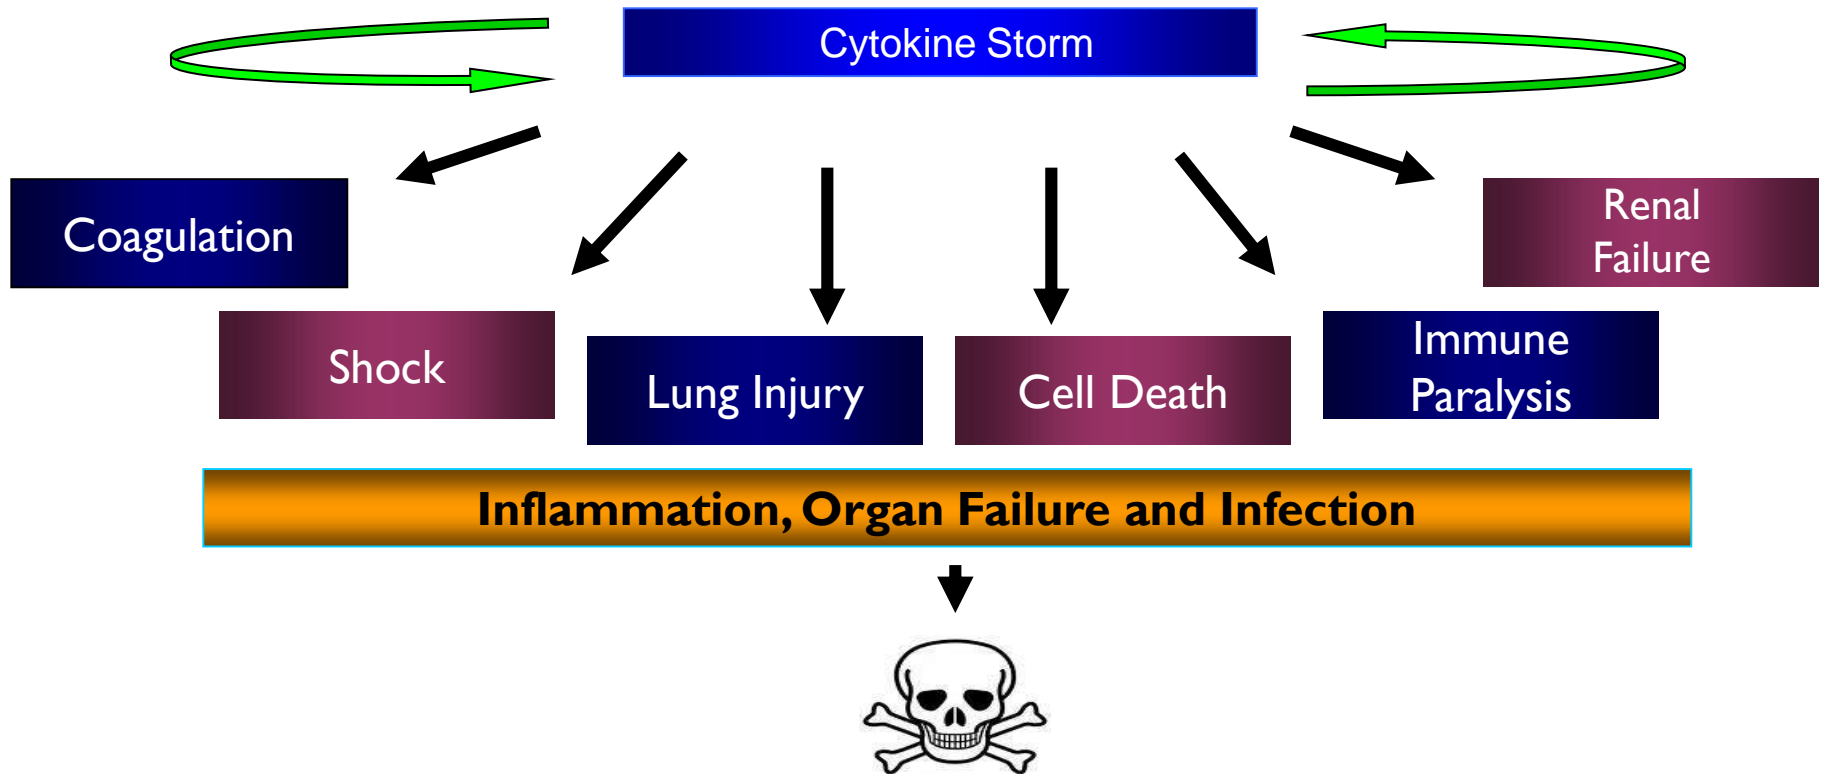 Cytokine Storm
Coagulation
Shock
Lung Injury
Cell Death
Immune
Paralysis
Renal
Failure
Inflammation, Organ Failure and Infection